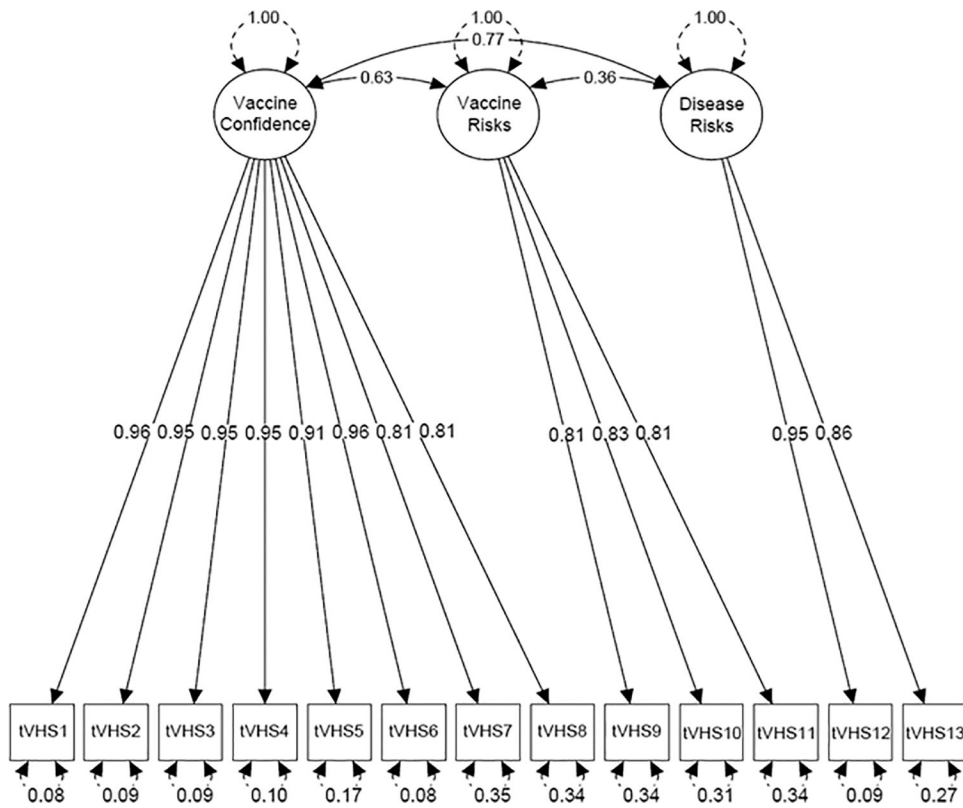 1.00 1.00 1.00
0.77
0.63 0.36
Vaccine
Confidence
Vaccine
Risks
Disease
Risks
0.96 0.95 0.95 0.95 0.91 0.96 0.81 0.81 0.81 0.83 0.81 0.95 0.86
tVHS1 tVHS2 tVHS3 tVHS4 tVHS5 tVHS6 tVHS7 tVHS8 tVHS9 tVHS10 tVHS11 tVHS12 tVHS13
0.08 0.09 0.09 0.10 0.17 0.08 0.35 0.34 0.34 0.31 0.34 0.09 0.27